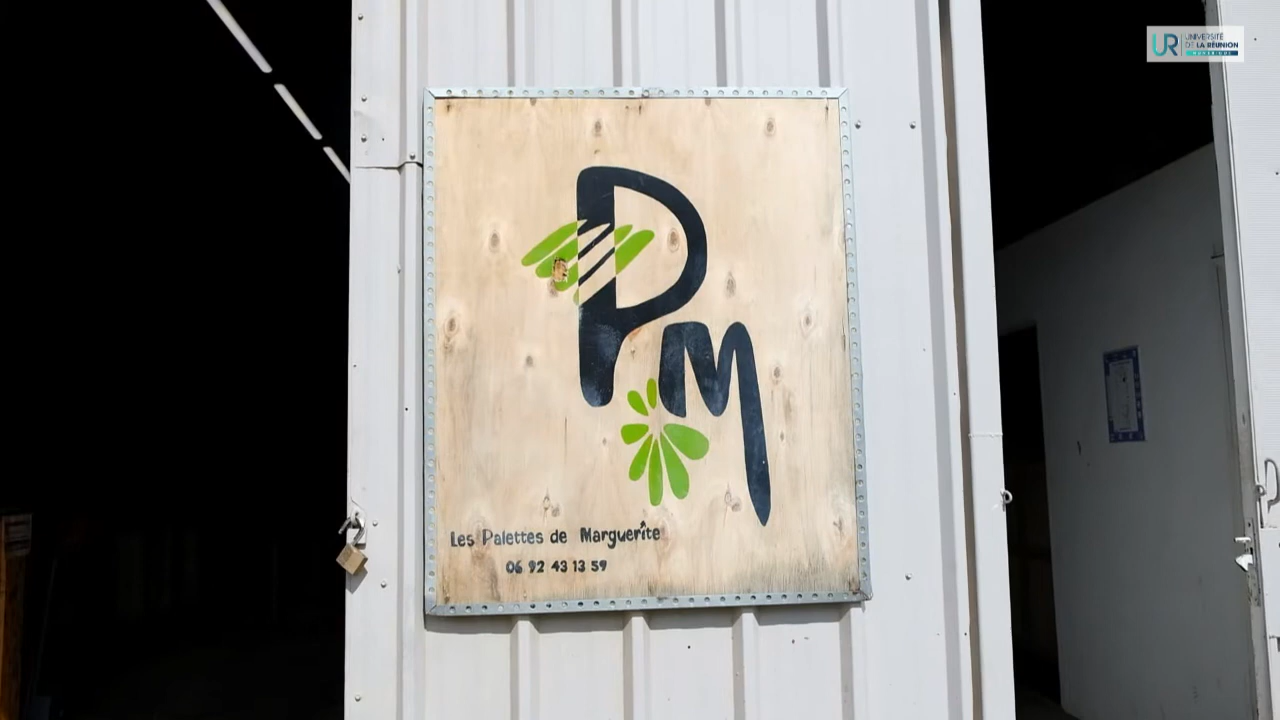 UR
UNIVERSITÉ
DE LA RÉUNION
PM
Les Palettes de Marguerite
06 92 43 13 59